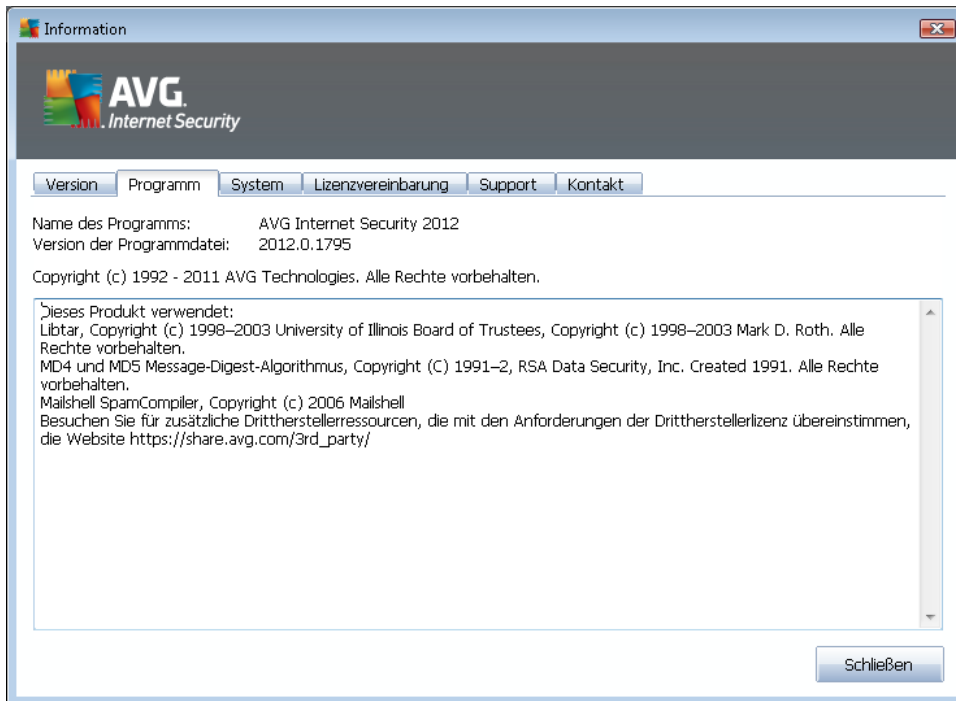 Information
AVG.
Internet Security
Version Programm System Lizenzvereinbarung Support Kontakt
Name des Programms: AVG Internet Security 2012
Version der Programmdatei: 2012.0.1795
Copyright (c) 1992 - 2011 AVG Technologies. Alle Rechte vorbehalten.
Dieses Produkt verwendet:
Libtar, Copyright (c) 1998–2003 University of Illinois Board of Trustees, Copyright (c) 1998–2003 Mark D. Roth. Alle
Rechte vorbehalten.
MD4 und MD5 Message-Digest-Algorithmus, Copyright (C) 1991–2, RSA Data Security, Inc. Created 1991. Alle Rechte
vorbehalten.
Mailshell SpamCompiler, Copyright (c) 2006 Mailshell
Besuchen Sie für zusätzliche Drittherstellerressourcen, die mit den Anforderungen der Drittherstellerlizenz übereinstimmen,
die Website https://share.avg.com/3rd_party/
Schließen